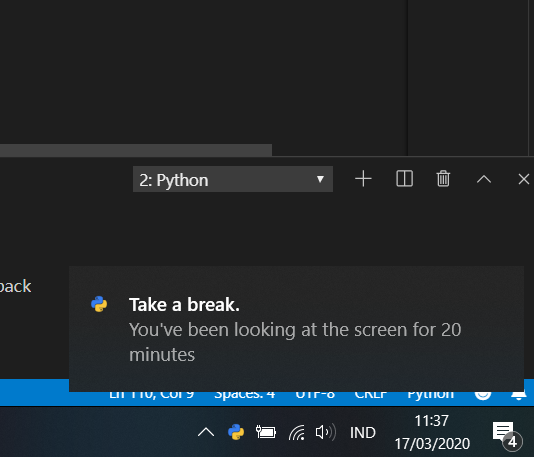 2: Python
back
Take a break.
You've been looking at the screen for 20
minutes
Ln 110, Col 9 Spaces: 4 UTF-8 CRLF Python
IND
11:37
17/03/2020
4